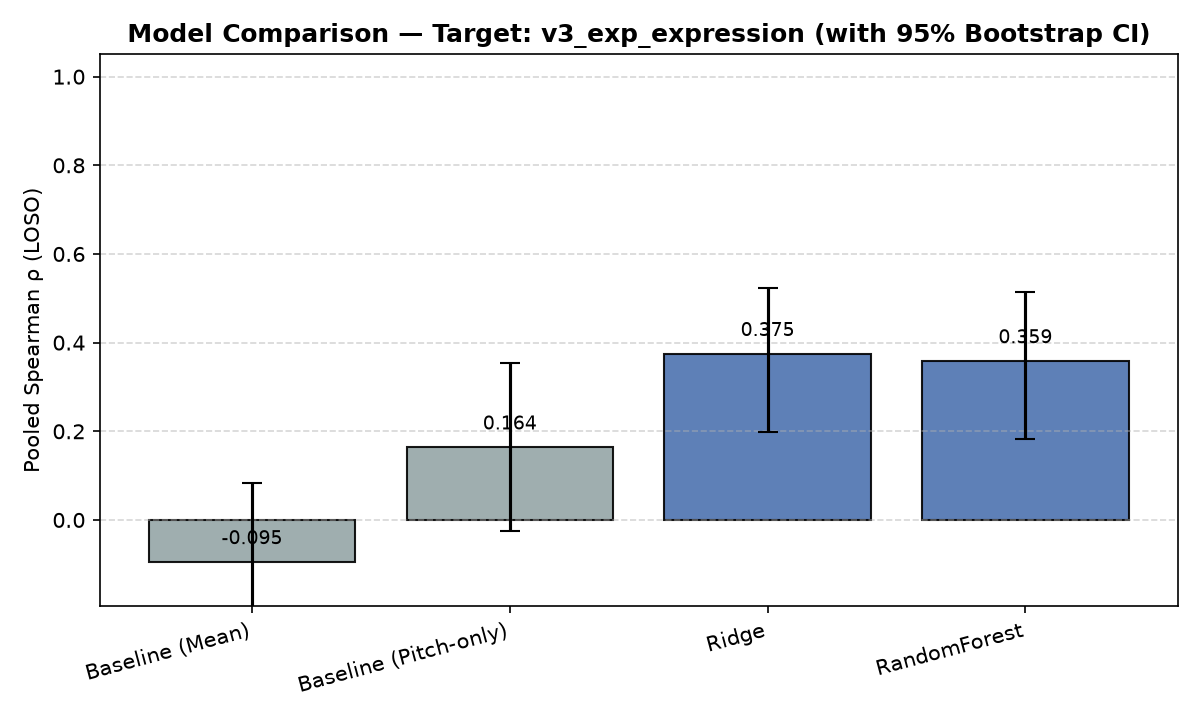 Model Comparison — Target: v3_exp_expression (with 95% Bootstrap CI)
Pooled Spearman ρ (LOSO)
1.0
0.8
0.6
0.4
0.2
0.0
-0.095
0.164
0.375
0.359
Baseline (Mean)
Baseline (Pitch-only)
Ridge
RandomForest